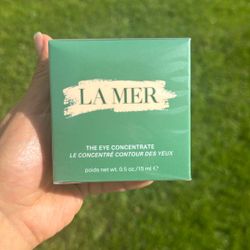 LA MER
THE EYE CONCENTRATE
LE CONCENTRÉ CONTOUR DES YEUX
poids net wt. 0.5 oz./15 ml ℮